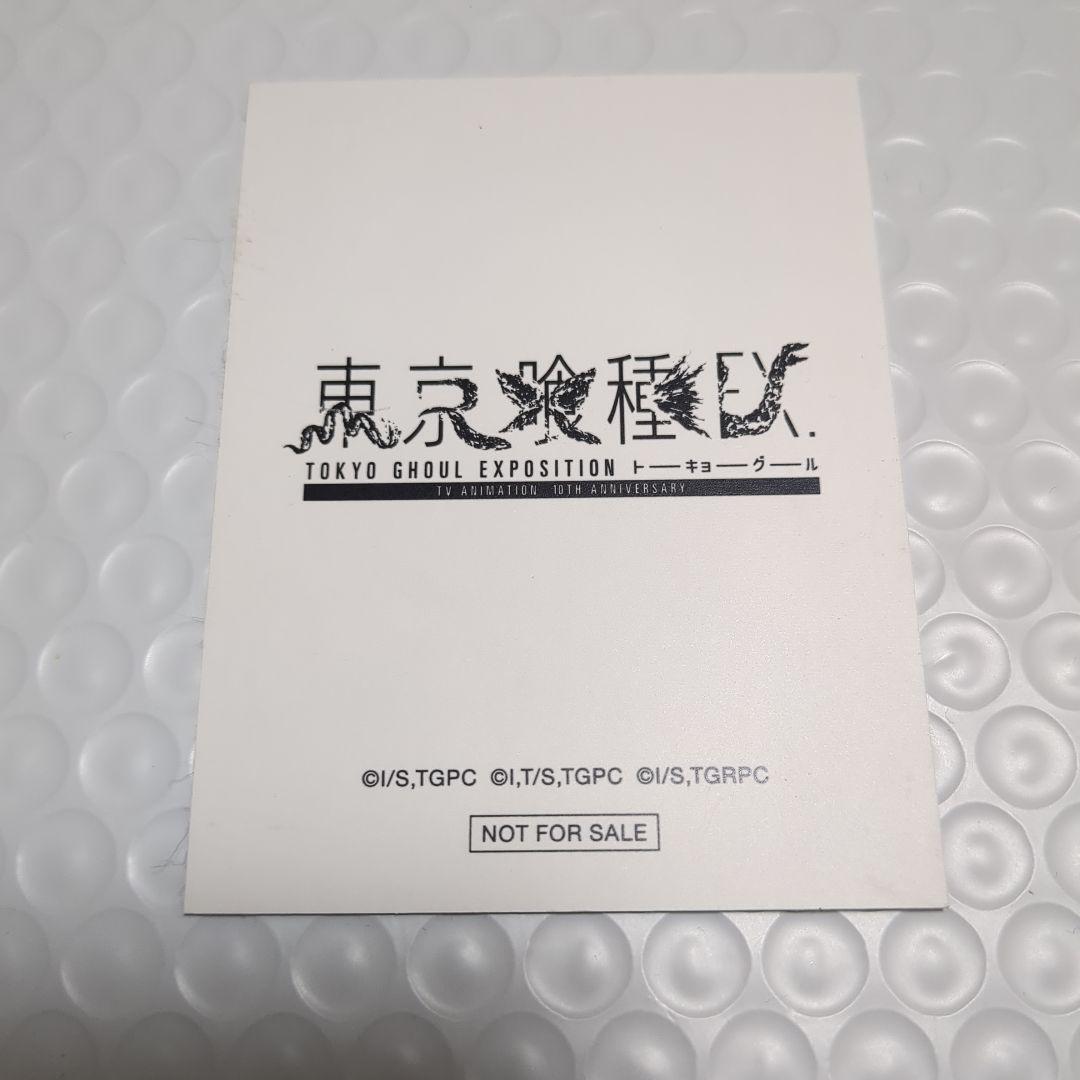 東京喰種EX.
TOKYO GHOUL EXPOSITION トーキョーグール
TV ANIMATION 10TH ANNIVERSARY
©I/S,TGPC ©I,T/S,TGPC ©I/S,TGRPC
NOT FOR SALE